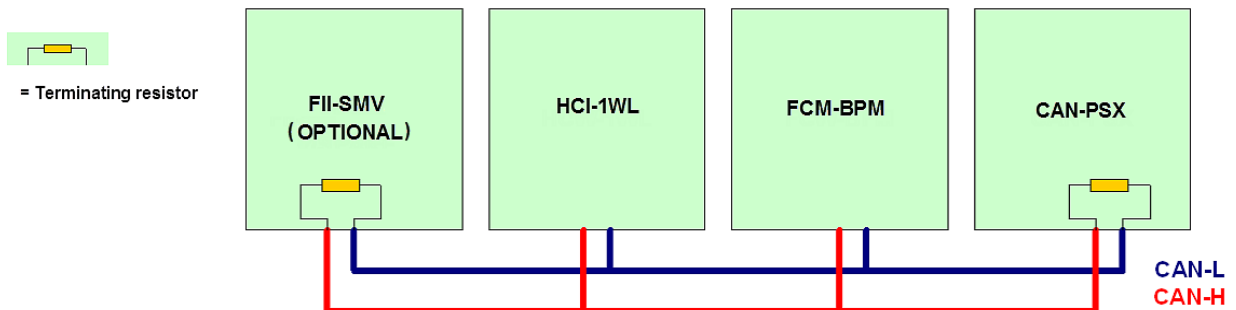 = Terminating resistor
FII-SMV
(OPTIONAL)
HCI-1WL
FCM-BPM
CAN-PSX
CAN-L
CAN-H